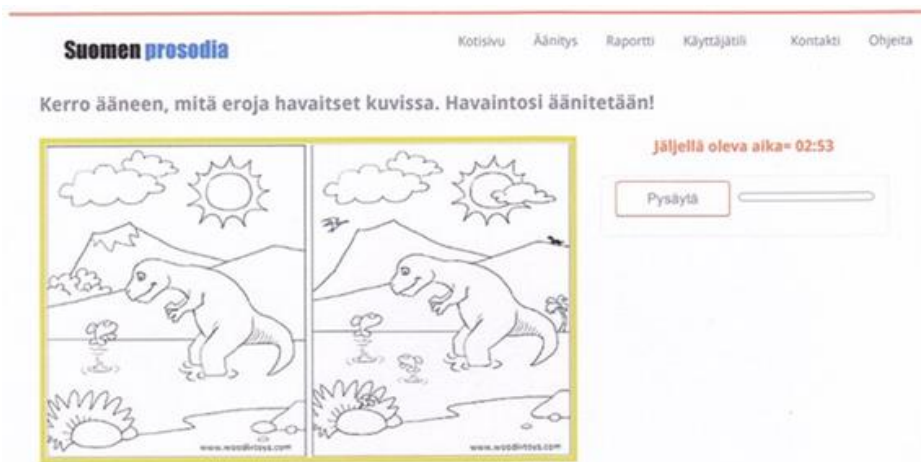 Suomen prosodia
Kotisivu Äänitys Raportti Käyttäjätili Kontakti Ohjeita
Kerro ääneen, mitä eroja havaitset kuvissa. Havaintosi äänitetään!
Jäljellä oleva aika= 02:53
Pysäytä
www.woodintoys.com www.woodintoys.com